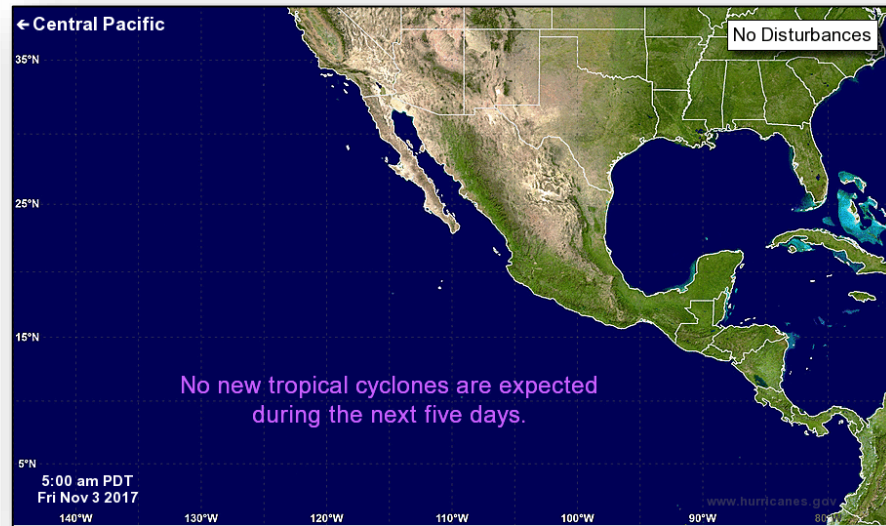 ← Central Pacific
No Disturbances
35°N
25°N
15°N
No new tropical cyclones are expected
during the next five days.
5°N
5:00 am PDT
Fri Nov 3 2017
www.hurricanes.gov
140°W 130°W 120°W 110°W 100°W 90°W 80°W